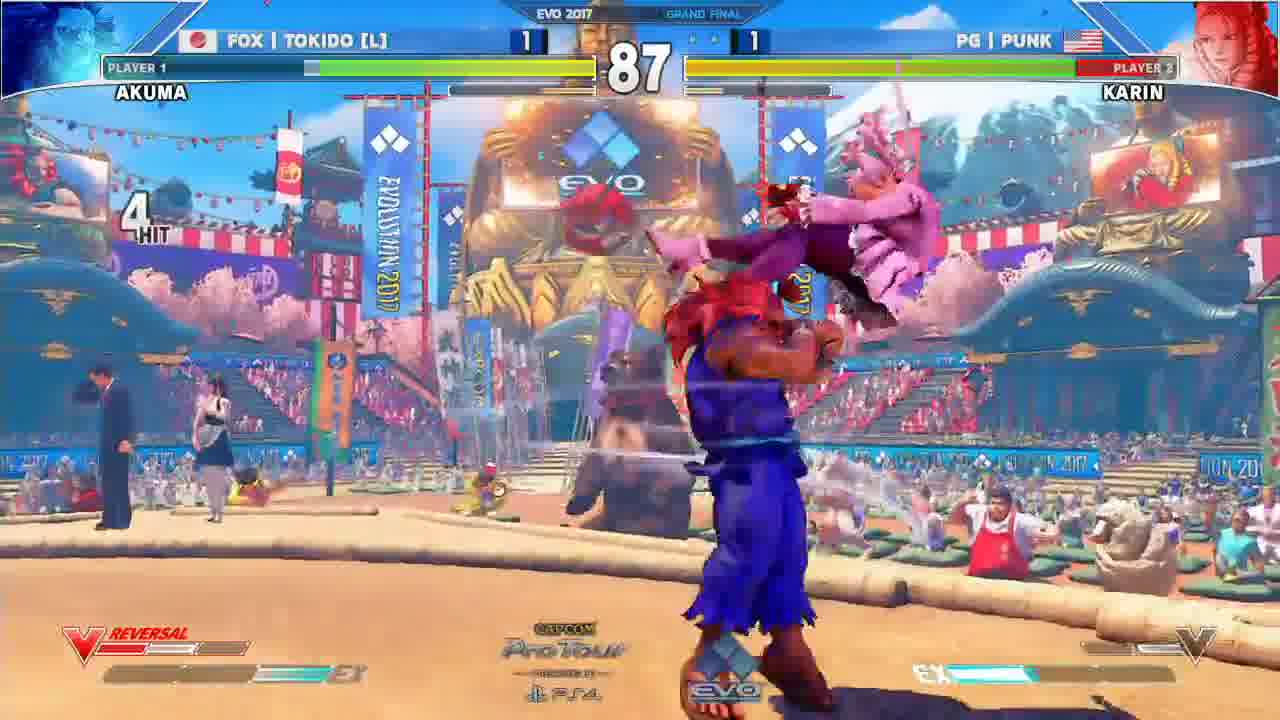 EVO 2017
GRAND FINAL
FOX | TOKIDO [L]
1
87
1
PG | PUNK
PLAYER 1
PLAYER 2
AKUMA
KARIN
EVO
4
HIT
EVOLUTION 2017
2017
REVERSAL
CAPCOM
Pro Tour
PS4
EVO
EX
EX